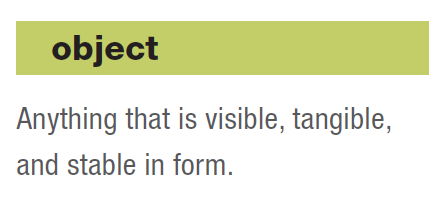 object
Anything that is visible, tangible,
and stable in form.